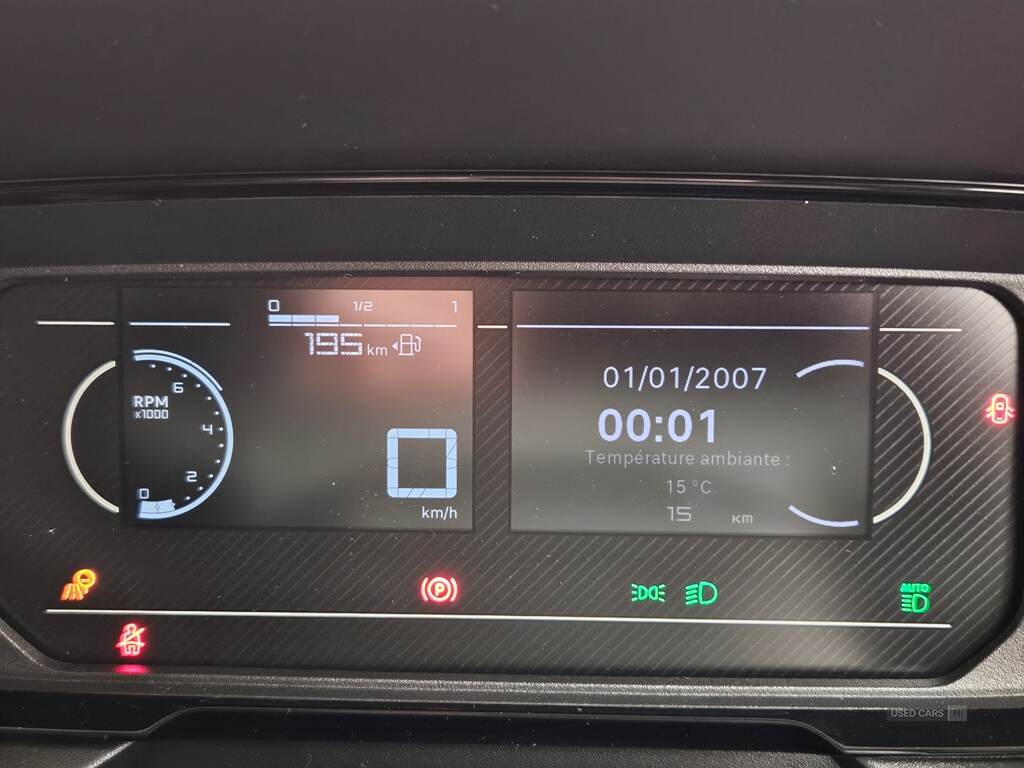 0 1/2 1
195 km
6
RPM
x1000
4
2
0
0
km/h
01/01/2007
00:01
Température ambiante :
15 °C
15 KM
P
AUTO
USED CARS NI